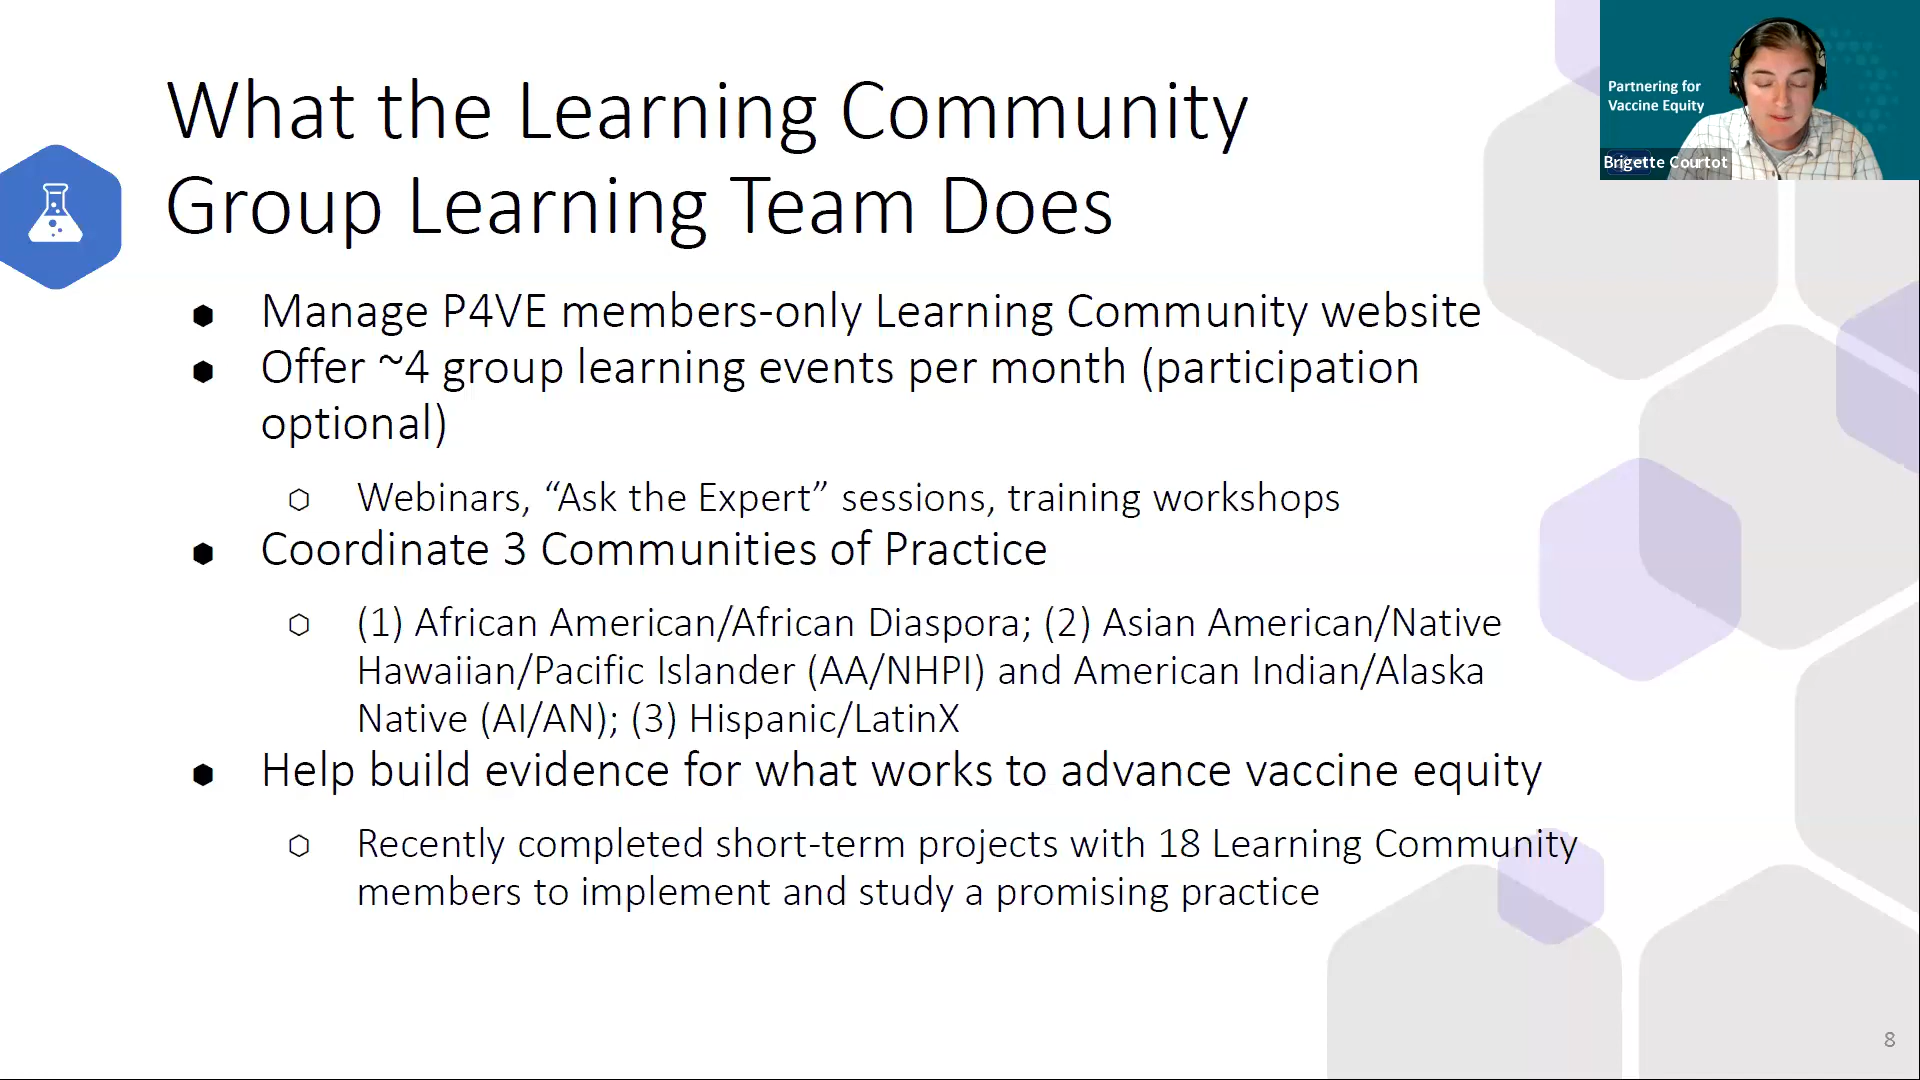 What the Learning Community
Group Learning Team Does
Manage P4VE members-only Learning Community website
Offer ~4 group learning events per month (participation
optional)
Webinars, “Ask the Expert” sessions, training workshops
Coordinate 3 Communities of Practice
(1) African American/African Diaspora; (2) Asian American/Native
Hawaiian/Pacific Islander (AA/NHPI) and American Indian/Alaska
Native (AI/AN); (3) Hispanic/LatinX
Help build evidence for what works to advance vaccine equity
Recently completed short-term projects with 18 Learning Community
members to implement and study a promising practice
Partnering for
Vaccine Equity
Brigette Courtot
8